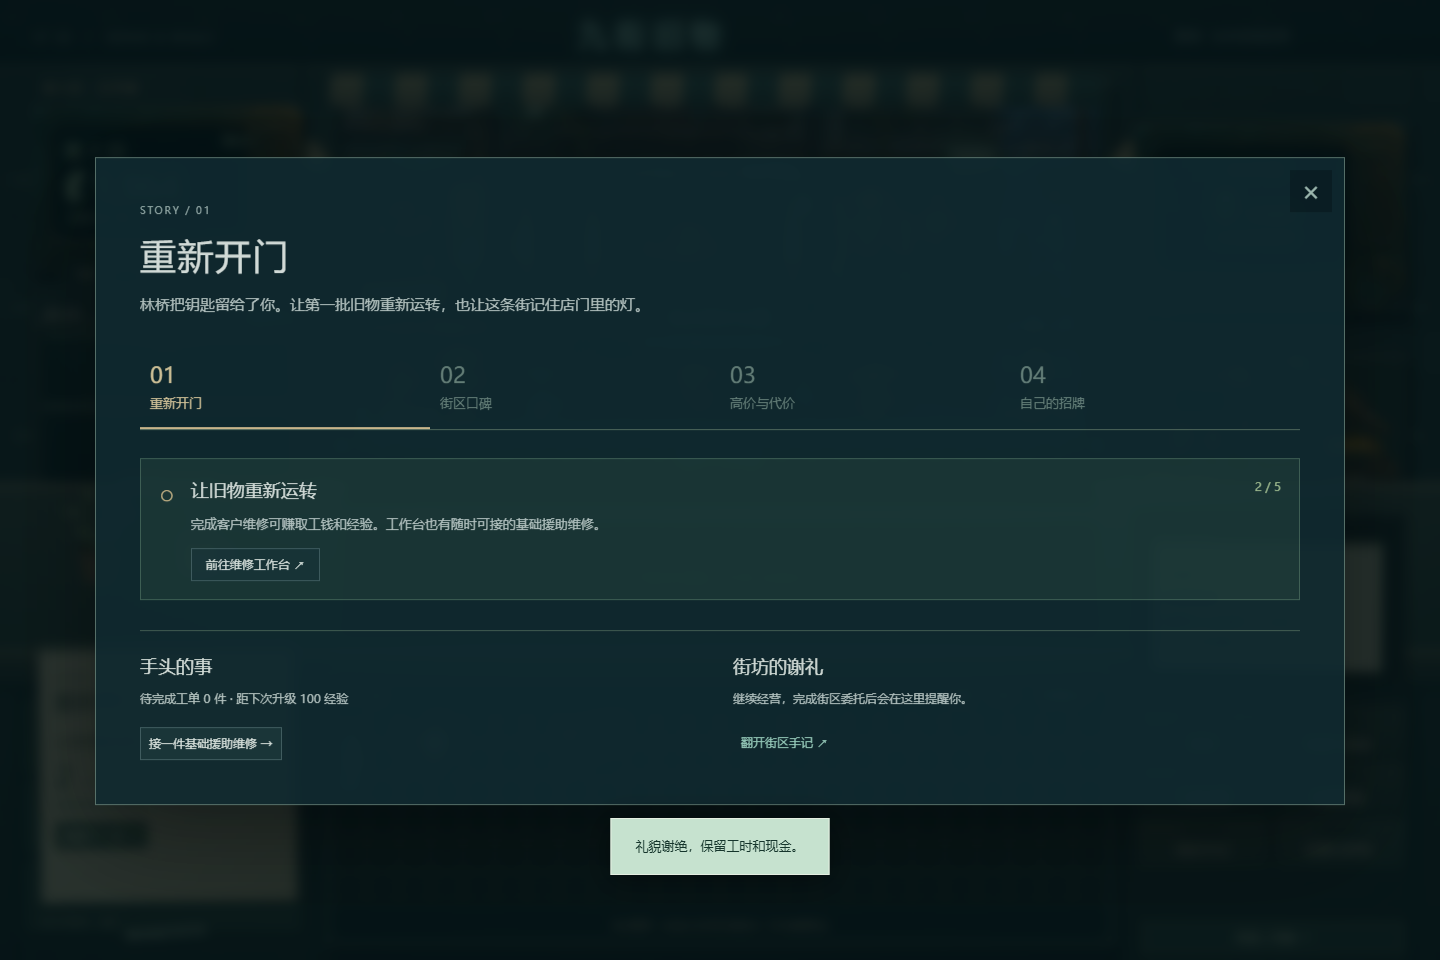 STORY / 01
重新开门
林桥把钥匙留给了你。让第一批旧物重新运转，也让这条街记住店门里的灯。
01
重新开门
02
街区口碑
03
高价与代价
04
自己的招牌
让旧物重新运转
2 / 5
完成客户维修可赚取工钱和经验。工作台也有随时可接的基础援助维修。
前往维修工作台 ↗
手头的事
待完成工单 0 件 · 距下次升级 100 经验
接一件基础援助维修 →
街坊的谢礼
继续经营，完成街区委托后会在这里提醒你。
翻开街区手记 ↗
礼貌谢绝，保留工时和现金。